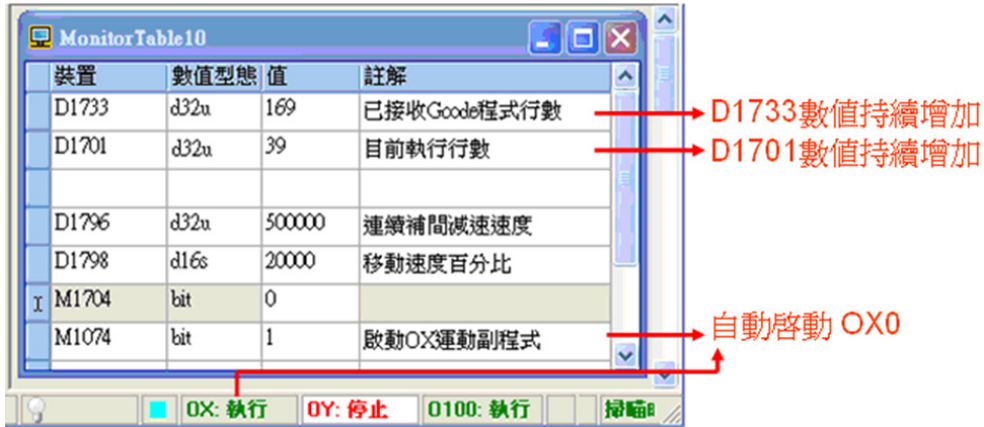 MonitorTable10
裝置 數值型態 值 註解
D1733 d32u 169 已接收Gcode程式行數
D1733數值持續增加
D1701 d32u 39 目前執行行數
D1701數值持續增加
D1796 d32u 500000 連續補間減速速度
D1798 d16s 20000 移動速度百分比
M1704 bit 0
M1074 bit 1 啟動OX運動副程式
自動啓動 OX0
OX: 執行 OY: 停止 O100: 執行 掃瞄